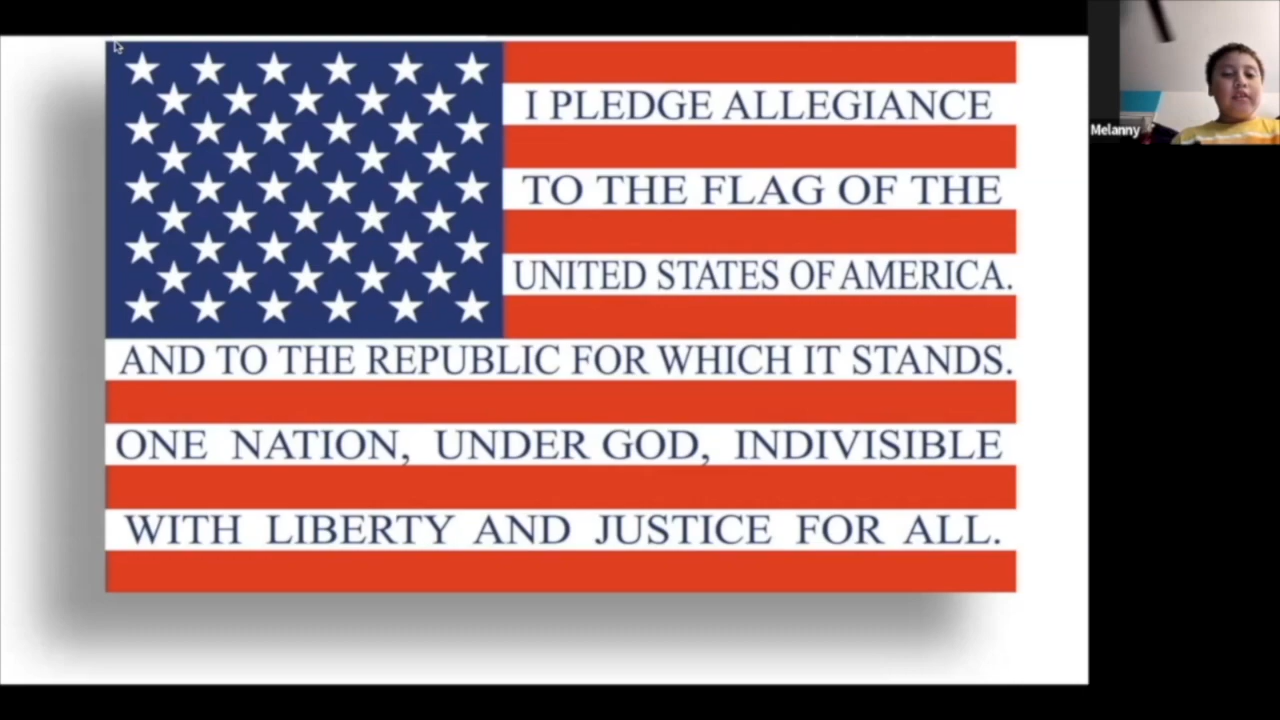 I PLEDGE ALLEGIANCE
TO THE FLAG OF THE
UNITED STATES OF AMERICA.
AND TO THE REPUBLIC FOR WHICH IT STANDS.
ONE NATION, UNDER GOD, INDIVISIBLE
WITH LIBERTY AND JUSTICE FOR ALL.
Melanny